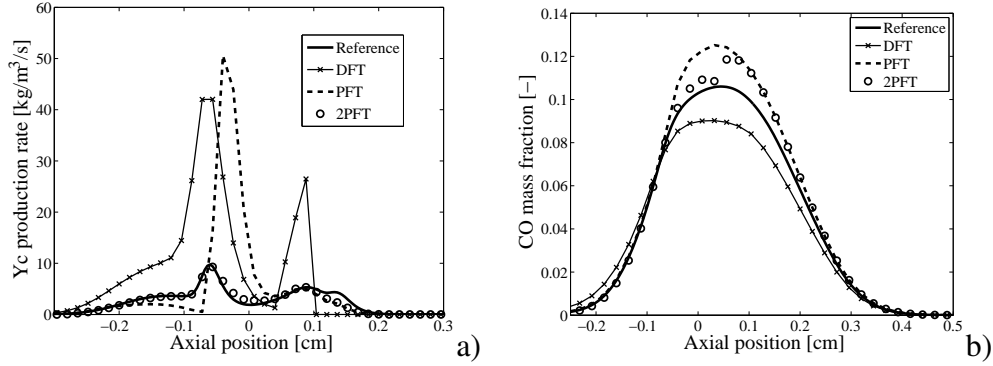 60
50
40
30
20
10
0
Yc production rate [kg/m³/s]
−0.2
−0.1
0
0.1
0.2
0.3
Axial position [cm]
Reference
DFT
PFT
2PFT
a)
0.14
0.12
0.1
0.08
0.06
0.04
0.02
0
CO mass fraction [−]
−0.2
−0.1
0
0.1
0.2
0.3
0.4
0.5
Axial position [cm]
Reference
DFT
PFT
2PFT
b)